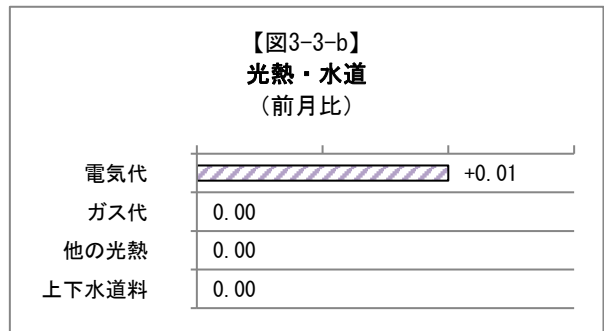 【図3-3-b】
光熱・水道
（前月比）
電気代 +0.01
ガス代 0.00
他の光熱 0.00
上下水道料 0.00